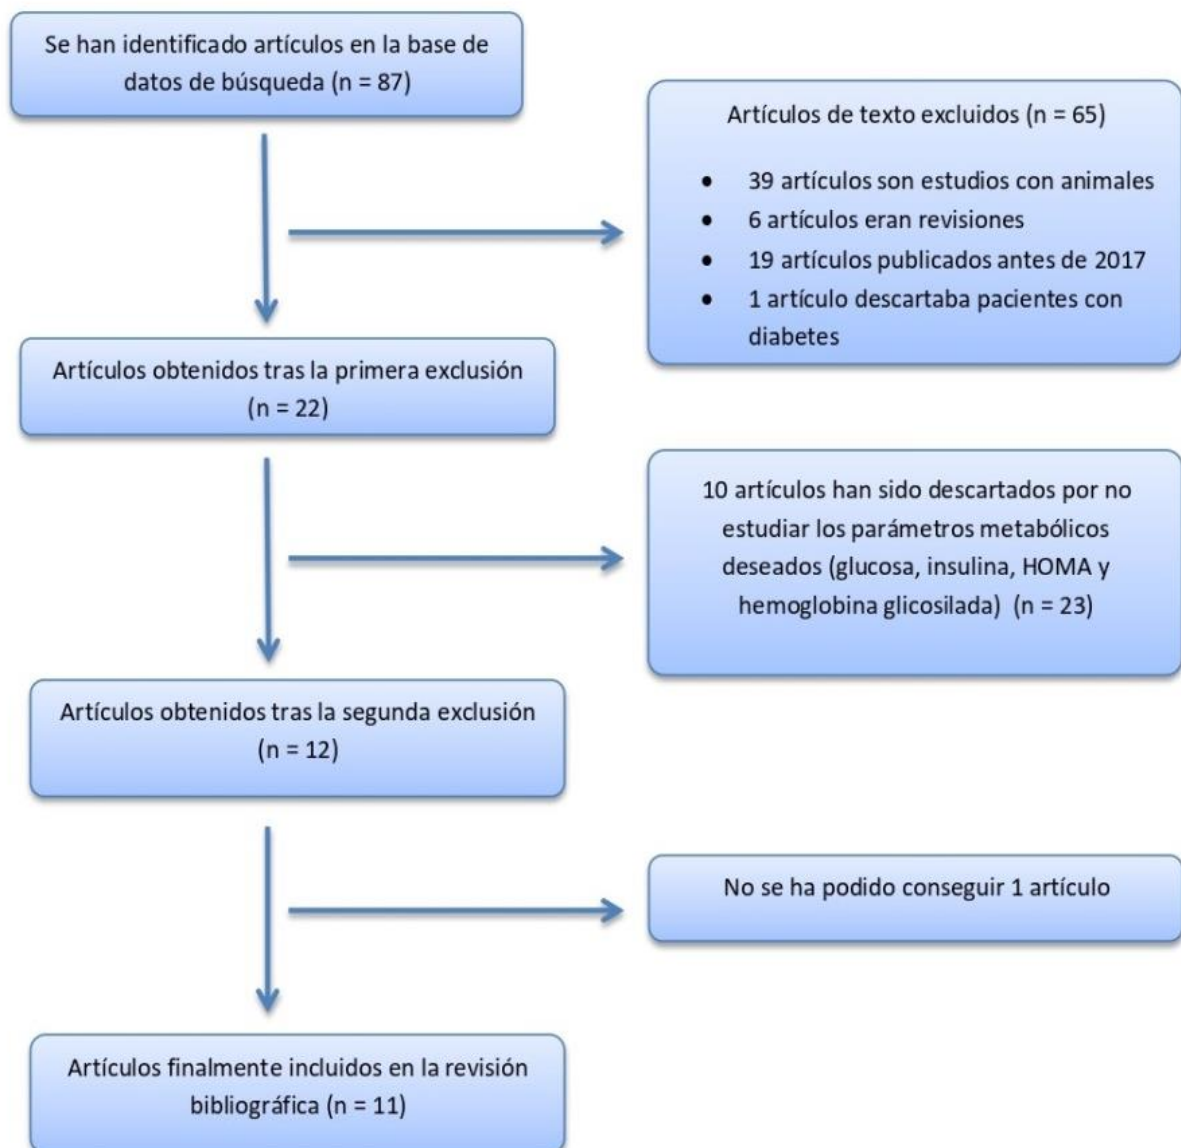 Se han identificado artículos en la base de
datos de búsqueda (n = 87)
Artículos de texto excluidos (n = 65)
• 39 artículos son estudios con animales
• 6 artículos eran revisiones
• 19 artículos publicados antes de 2017
• 1 artículo descartaba pacientes con
diabetes
Artículos obtenidos tras la primera exclusión
(n = 22)
10 artículos han sido descartados por no
estudiar los parámetros metabólicos
deseados (glucosa, insulina, HOMA y
hemoglobina glicosilada) (n = 23)
Artículos obtenidos tras la segunda exclusión
(n = 12)
No se ha podido conseguir 1 artículo
Artículos finalmente incluidos en la revisión
bibliográfica (n = 11)